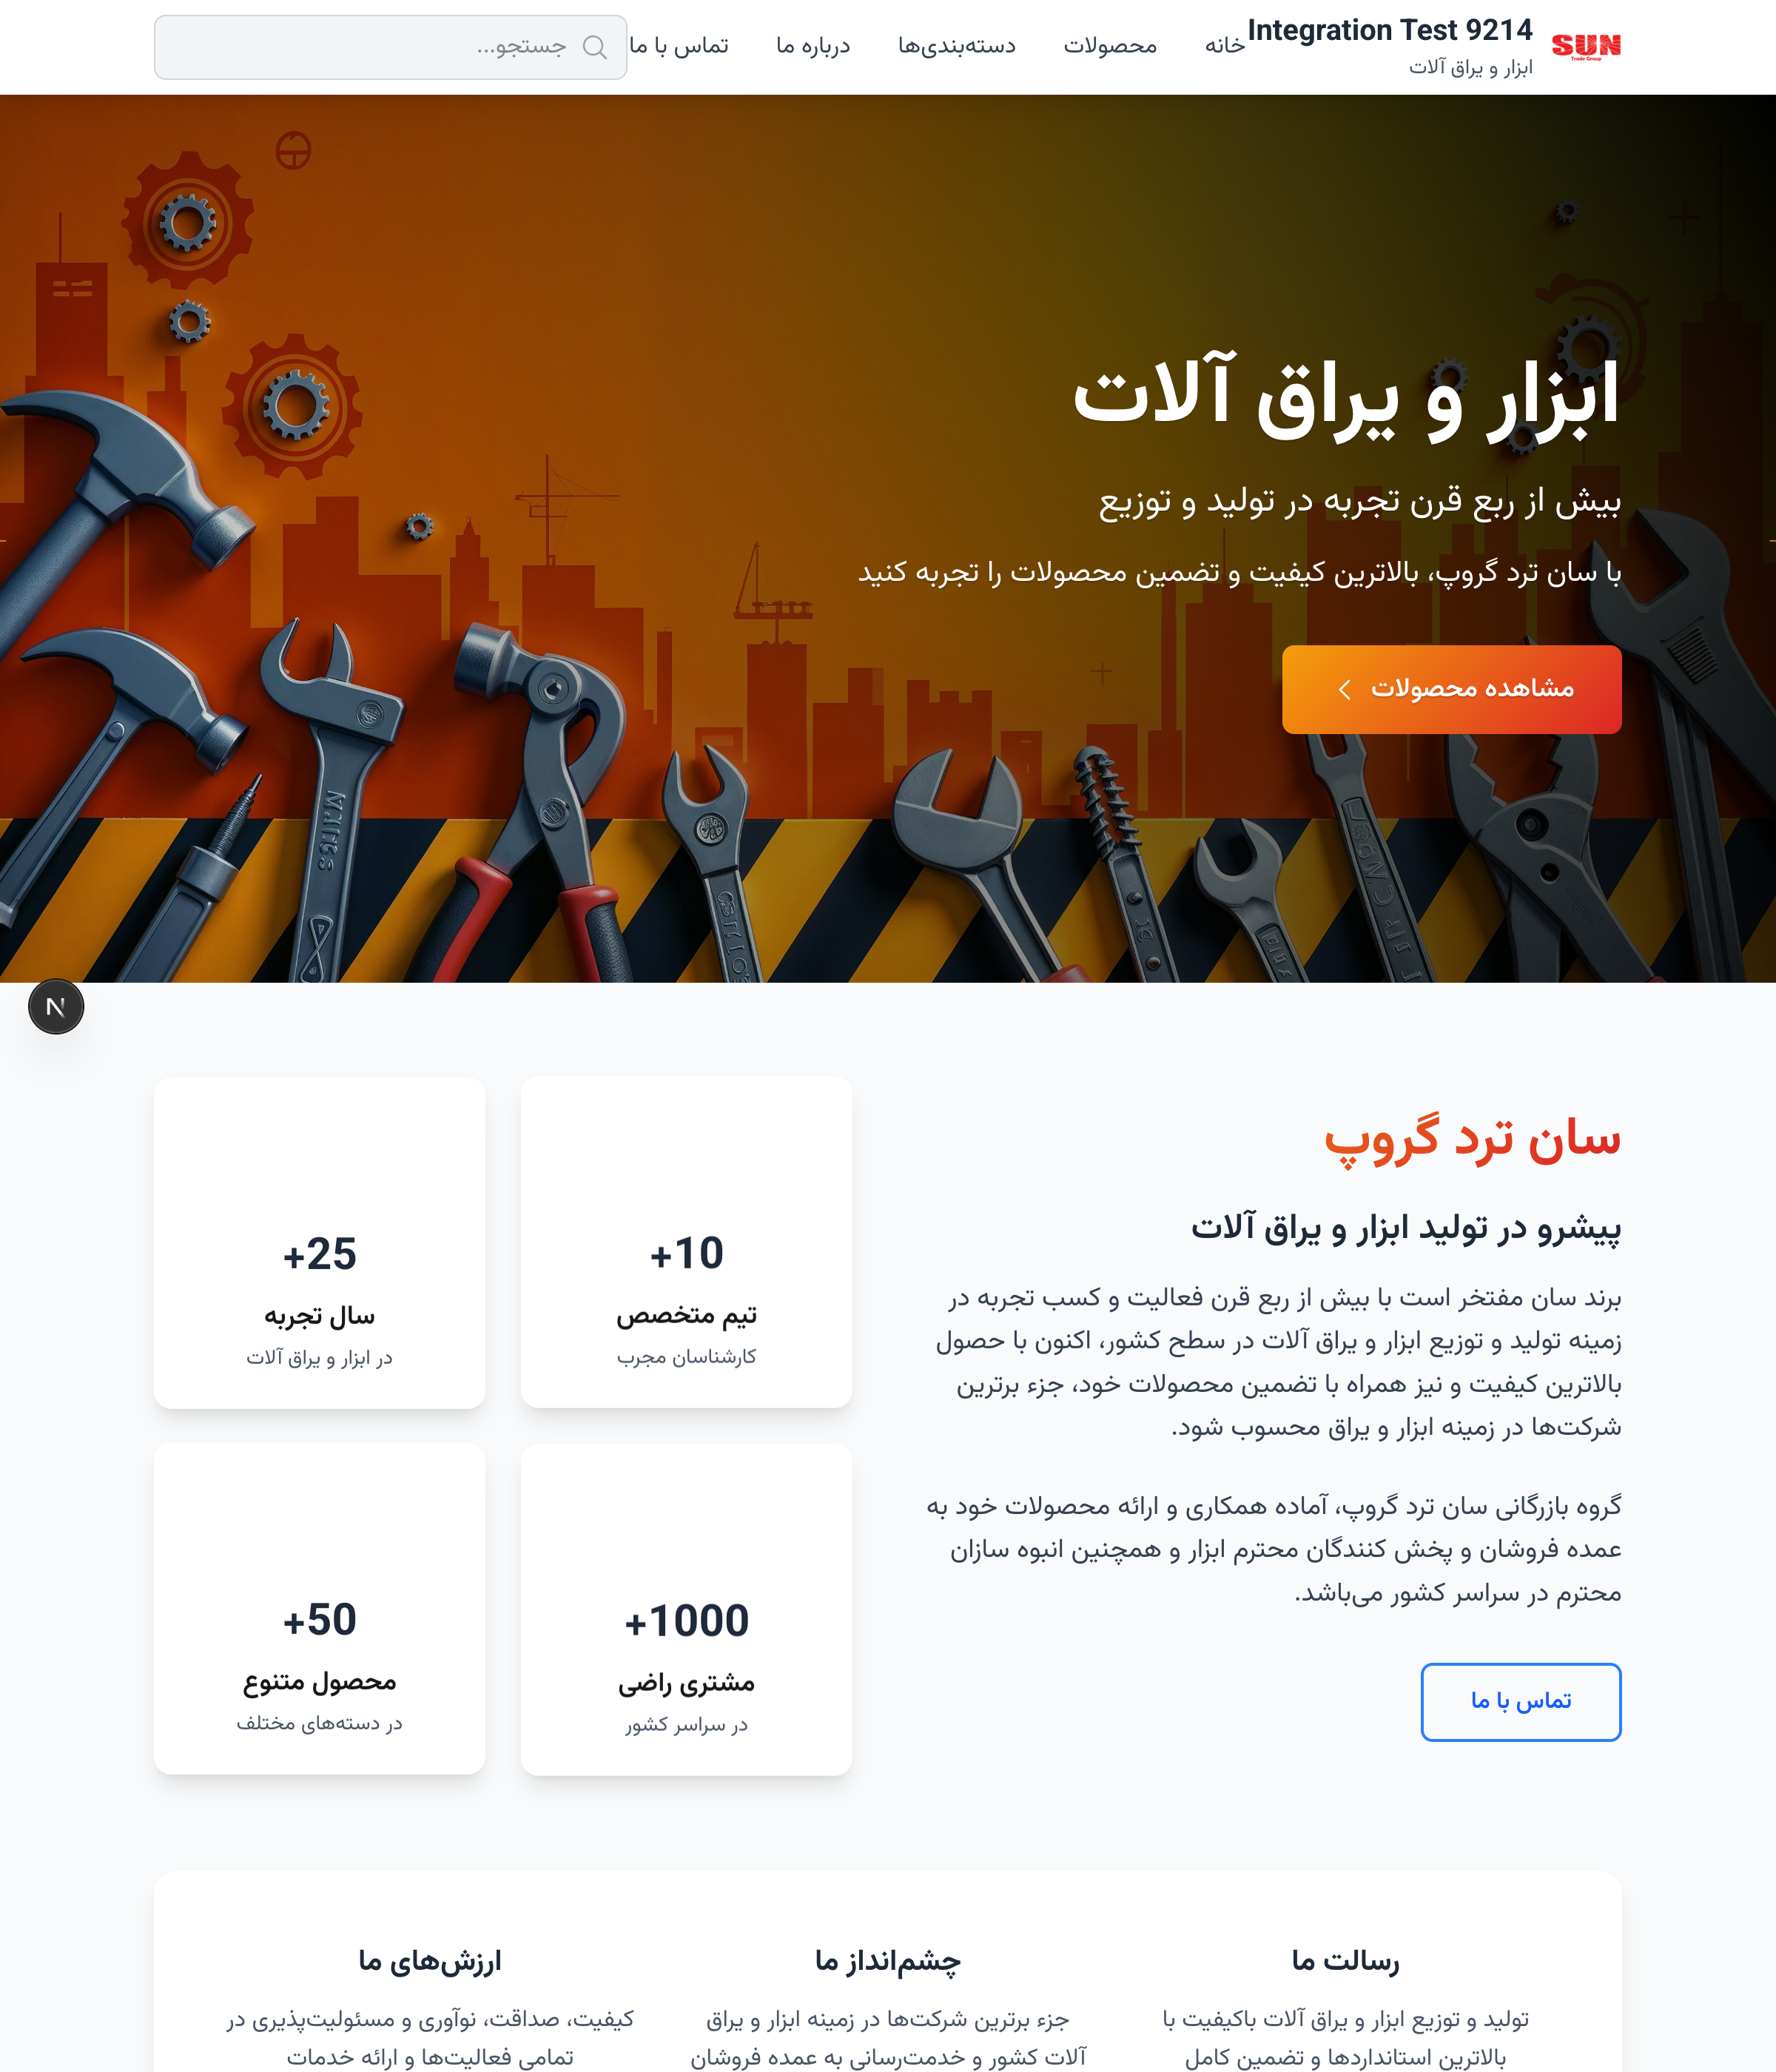 SUN
Trade Group
Integration Test 9214
ابزار و یراق آلات
خانه
محصولات
دسته‌بندی‌ها
درباره ما
تماس با ما
جستجو...
ابزار و یراق آلات
بیش از ربع قرن تجربه در تولید و توزیع
با سان ترد گروپ، بالاترین کیفیت و تضمین محصولات را تجربه کنید
مشاهده محصولات
N
سان ترد گروپ
پیشرو در تولید ابزار و یراق آلات
برند سان مفتخر است با بیش از ربع قرن فعالیت و کسب تجربه در
زمینه تولید و توزیع ابزار و یراق آلات در سطح کشور، اکنون با حصول
بالاترین کیفیت و نیز همراه با تضمین محصولات خود، جزء برترین
شرکت‌ها در زمینه ابزار و یراق محسوب شود.
گروه بازرگانی سان ترد گروپ، آماده همکاری و ارائه محصولات خود به
عمده فروشان و پخش کنندگان محترم ابزار و همچنین انبوه سازان
محترم در سراسر کشور می‌باشد.
تماس با ما
10+
تیم متخصص
کارشناسان مجرب
25+
سال تجربه
در ابزار و یراق آلات
1000+
مشتری راضی
در سراسر کشور
50+
محصول متنوع
در دسته‌های مختلف
رسالت ما
تولید و توزیع ابزار و یراق آلات باکیفیت با
بالاترین استانداردها و تضمین کامل
چشم‌انداز ما
جزء برترین شرکت‌ها در زمینه ابزار و یراق
آلات کشور و خدمت‌رسانی به عمده فروشان
ارزش‌های ما
کیفیت، صداقت، نوآوری و مسئولیت‌پذیری در
تمامی فعالیت‌ها و ارائه خدمات